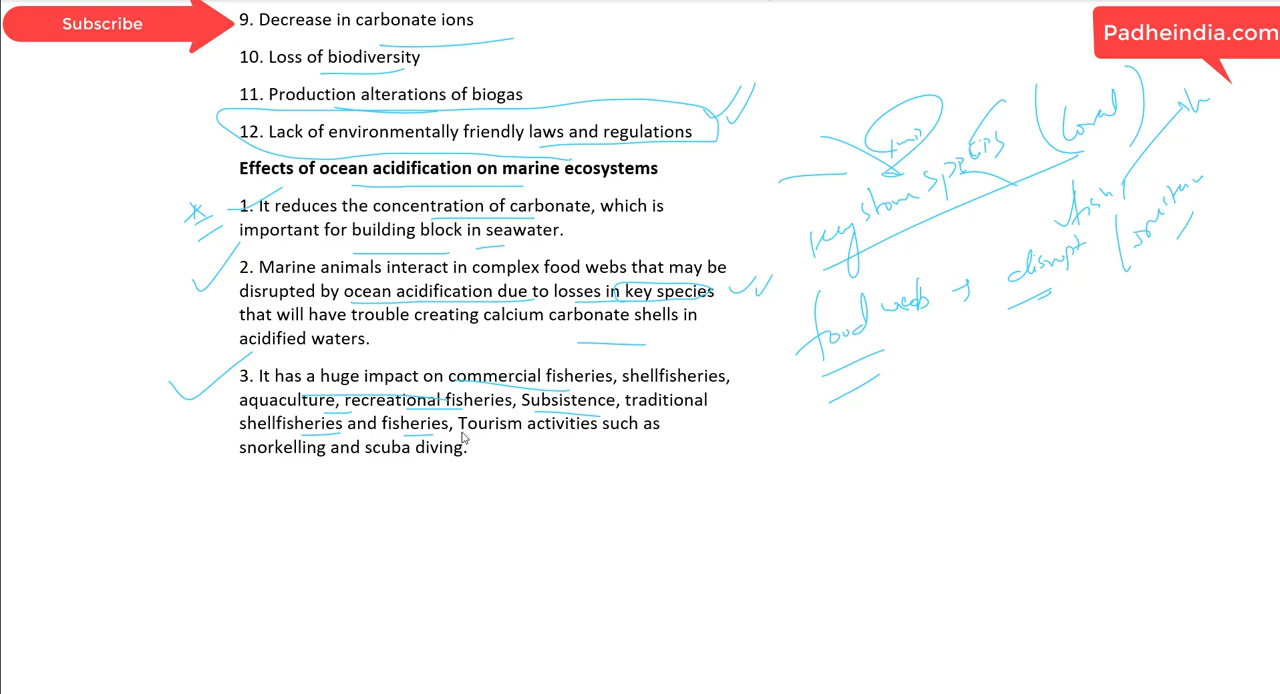 Subscribe
Padheindia.com
9. Decrease in carbonate ions
10. Loss of biodiversity
11. Production alterations of biogas
12. Lack of environmentally friendly laws and regulations
Effects of ocean acidification on marine ecosystems
1. It reduces the concentration of carbonate, which is
important for building block in seawater.
2. Marine animals interact in complex food webs that may be
disrupted by ocean acidification due to losses in key species
that will have trouble creating calcium carbonate shells in
acidified waters.
3. It has a huge impact on commercial fisheries, shellfisheries,
aquaculture, recreational fisheries, Subsistence, traditional
shellfisheries and fisheries, Tourism activities such as
snorkelling and scuba diving.
keystone species
food web → disrupt